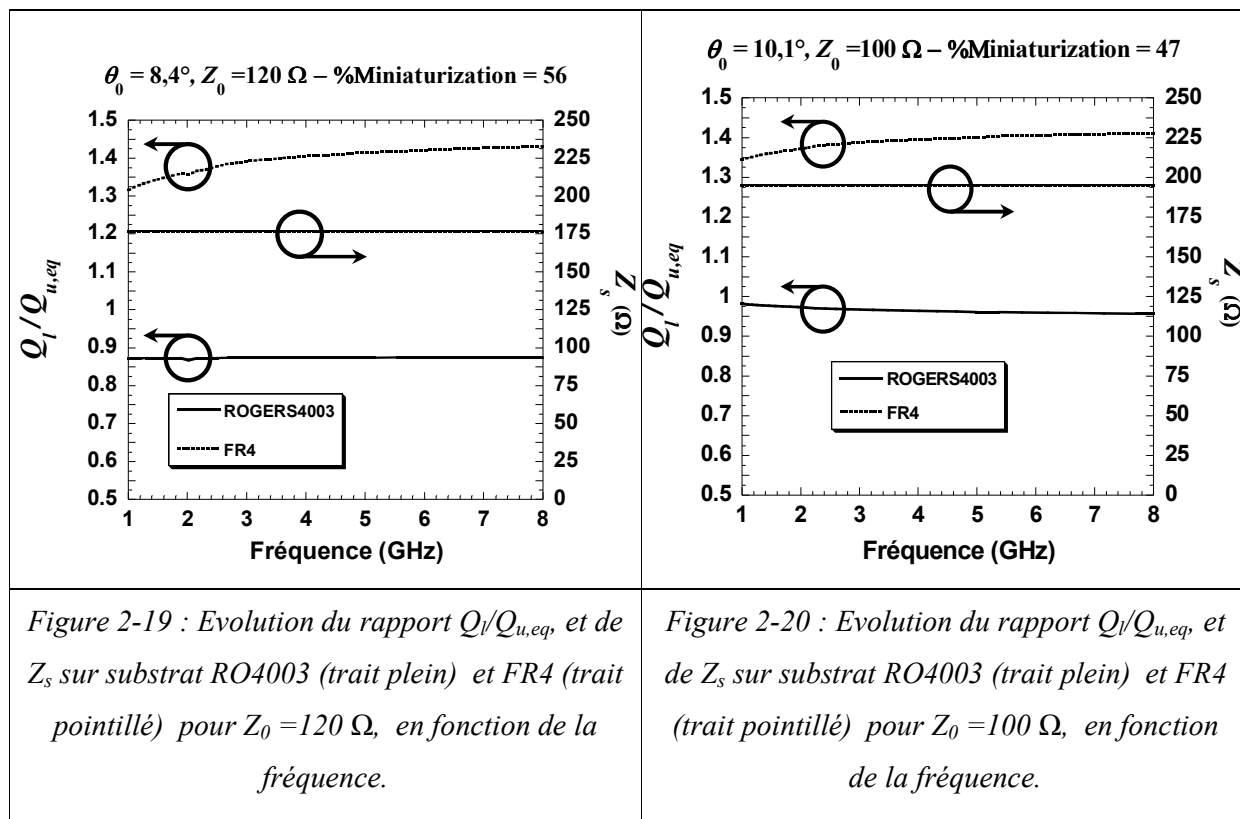 θ₀ = 8,4°, Z₀ =120 Ω – %Miniaturization = 56
1.5
1.4
1.3
1.2
1.1
1
0.9
0.8
0.7
0.6
0.5
Qₗ/Q_{u,eq}
250
225
200
175
150
125
100
75
50
25
0
Zₛ (Ω)
ROGERS4003
FR4
1 2 3 4 5 6 7 8
Fréquence (GHz)
θ₀ = 10,1°, Z₀ =100 Ω – %Miniaturization = 47
1.5
1.4
1.3
1.2
1.1
1
0.9
0.8
0.7
0.6
0.5
Qₗ/Q_{u,eq}
250
225
200
175
150
125
100
75
50
25
0
Zₛ (Ω)
ROGERS4003
FR4
1 2 3 4 5 6 7 8
Fréquence (GHz)
Figure 2-19 : Evolution du rapport Qₗ/Q_{u,eq}, et de
Zₛ sur substrat RO4003 (trait plein) et FR4 (trait
pointillé) pour Z₀ =120 Ω, en fonction de la
fréquence.
Figure 2-20 : Evolution du rapport Qₗ/Q_{u,eq}, et
de Zₛ sur substrat RO4003 (trait plein) et FR4
(trait pointillé) pour Z₀ =100 Ω, en fonction
de la fréquence.